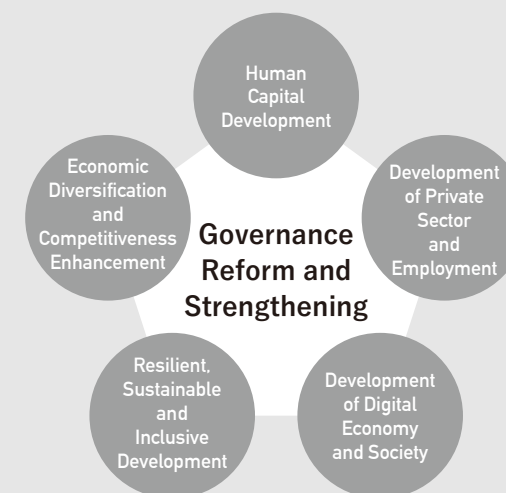 Human
Capital
Development
Economic
Diversification
and
Competitiveness
Enhancement
Development
of Private
Sector
and
Employment
Governance
Reform and
Strengthening
Resilient,
Sustainable
and
Inclusive
Development
Development
of Digital
Economy
and Society